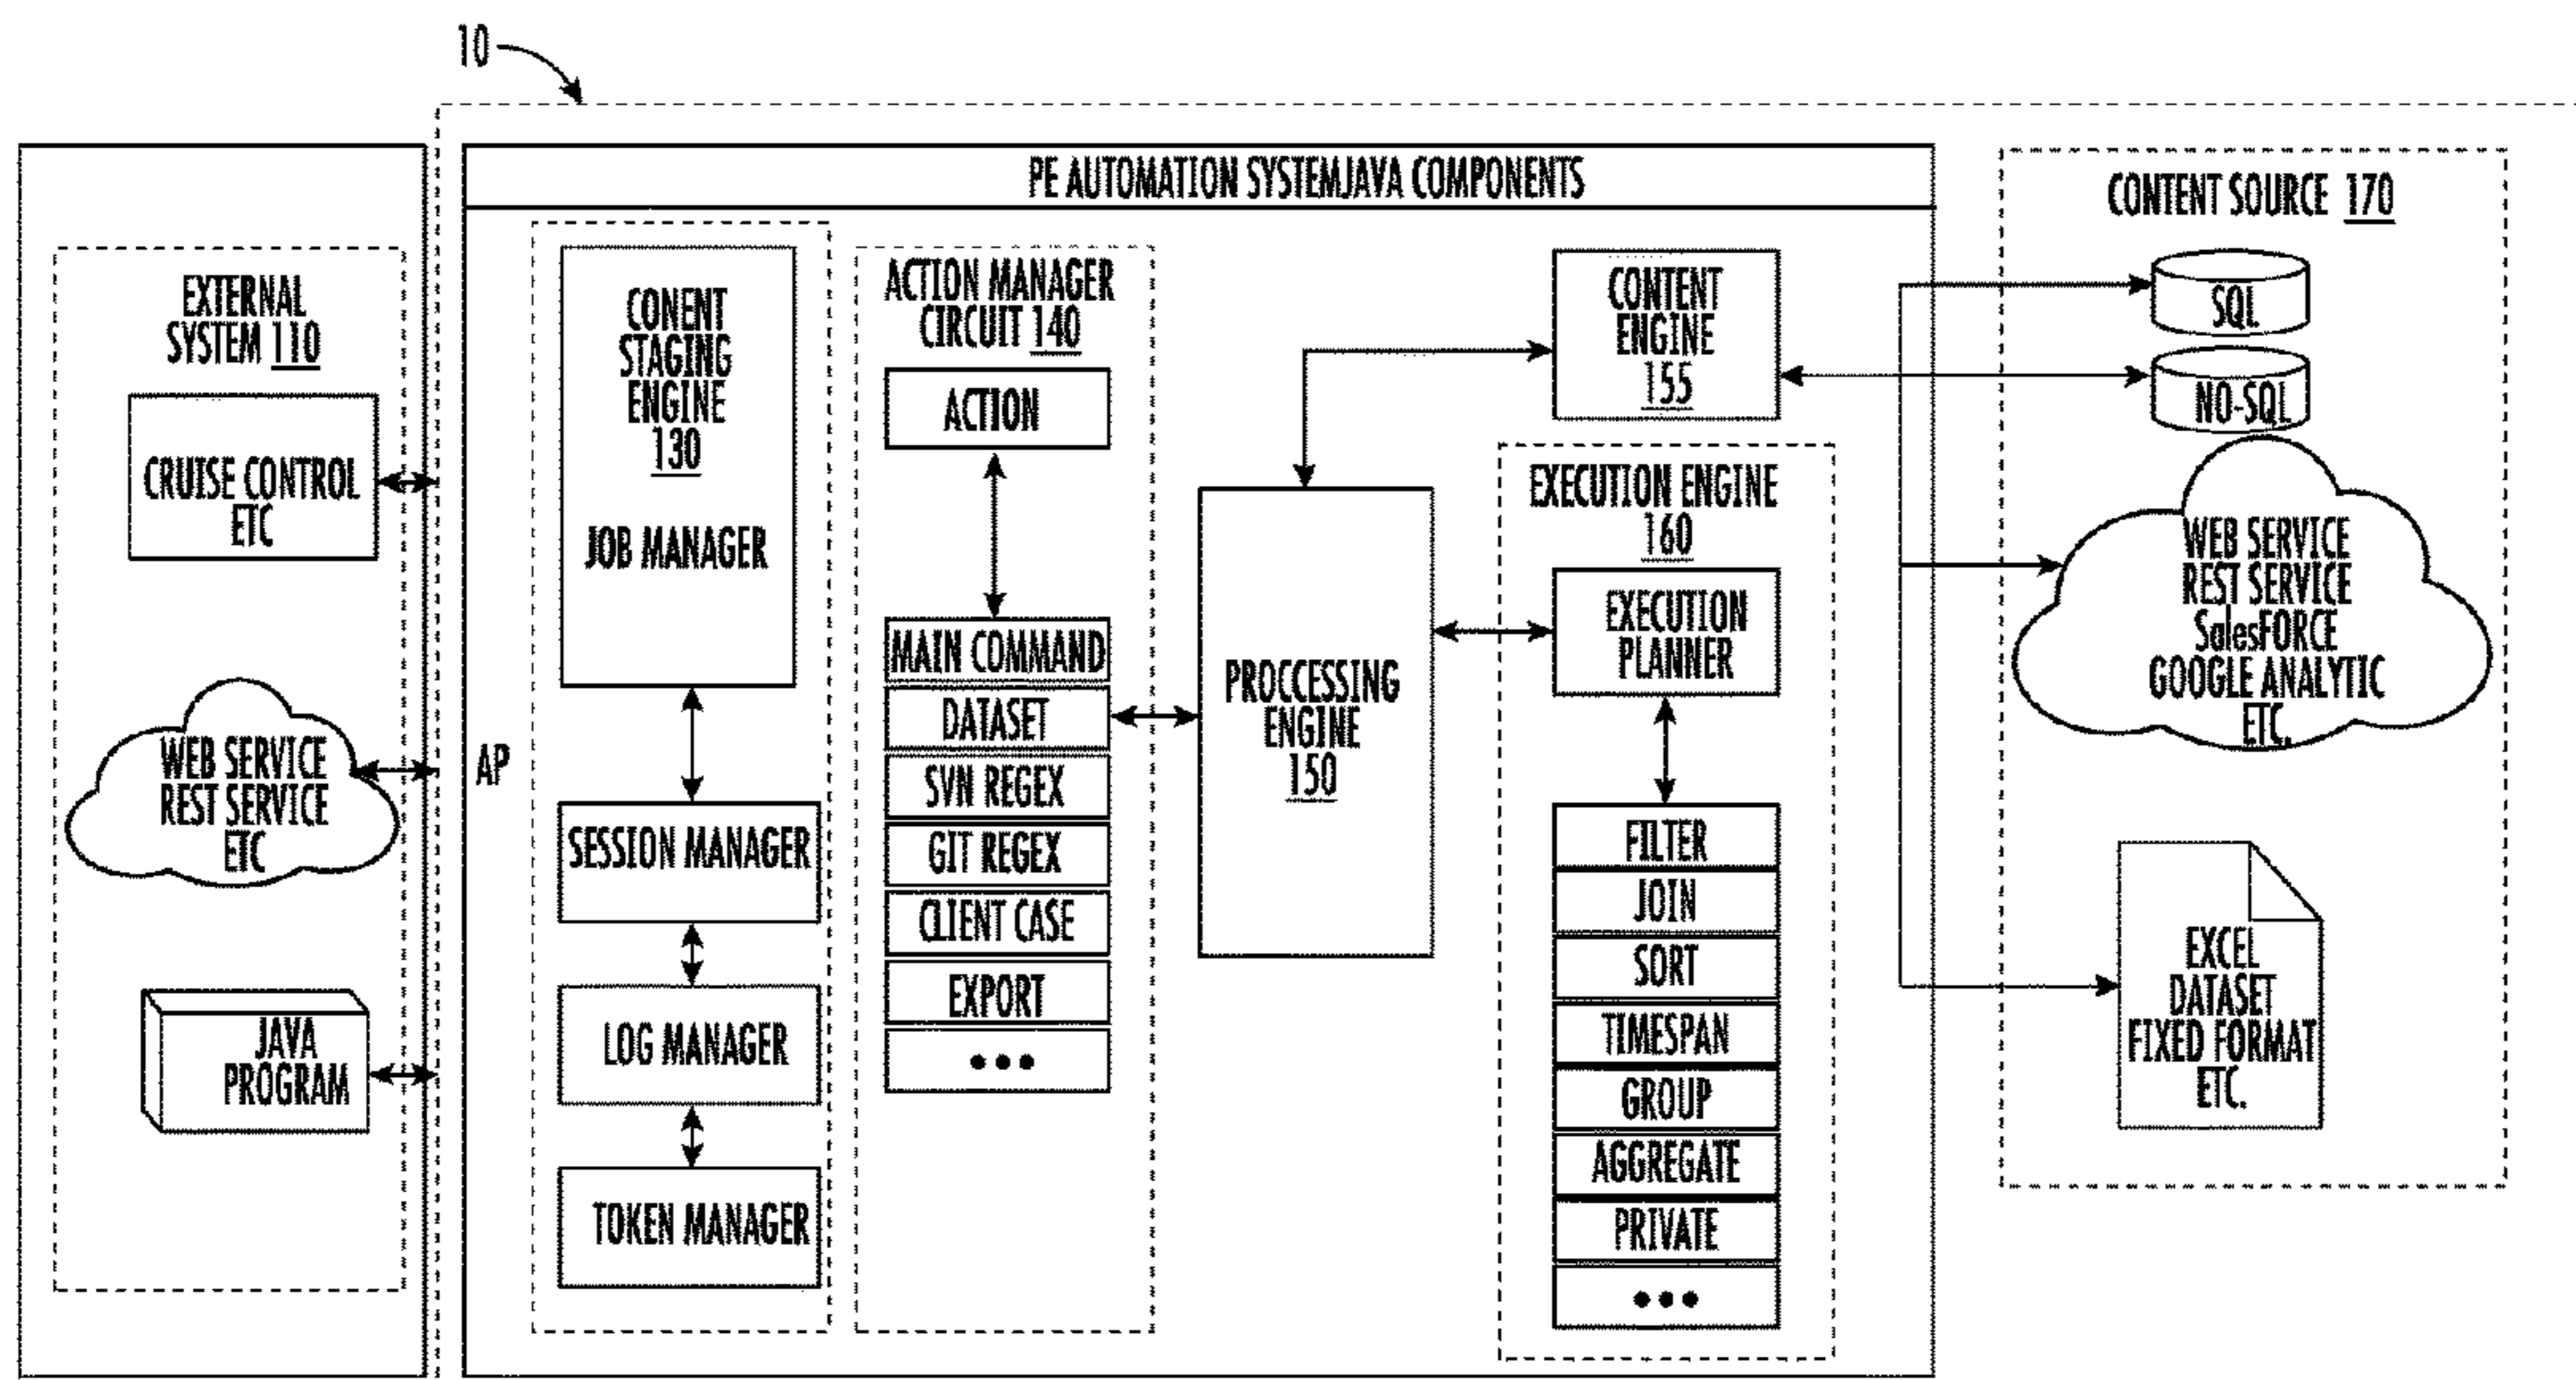 10
PE AUTOMATION SYSTEMJAVA COMPONENTS
EXTERNAL
SYSTEM 110
CRUISE CONTROL
ETC
WEB SERVICE
REST SERVICE
ETC
JAVA
PROGRAM
AP
CONENT
STAGING
ENGINE
130
JOB MANAGER
SESSION MANAGER
LOG MANAGER
TOKEN MANAGER
ACTION MANAGER
CIRCUIT 140
ACTION
MAIN COMMAND
DATASET
SVN REGEX
GIT REGEX
CLIENT CASE
EXPORT
•••
PROCCESSING
ENGINE
150
CONTENT
ENGINE
155
EXECUTION ENGINE
160
EXECUTION
PLANNER
FILTER
JOIN
SORT
TIMESPAN
GROUP
AGGREGATE
PRIVATE
•••
CONTENT SOURCE 170
SQL
NO-SQL
WEB SERVICE
REST SERVICE
SalesFORCE
GOOGLE ANALYTIC
ETC.
EXCEL
DATASET
FIXED FORMAT
ETC.